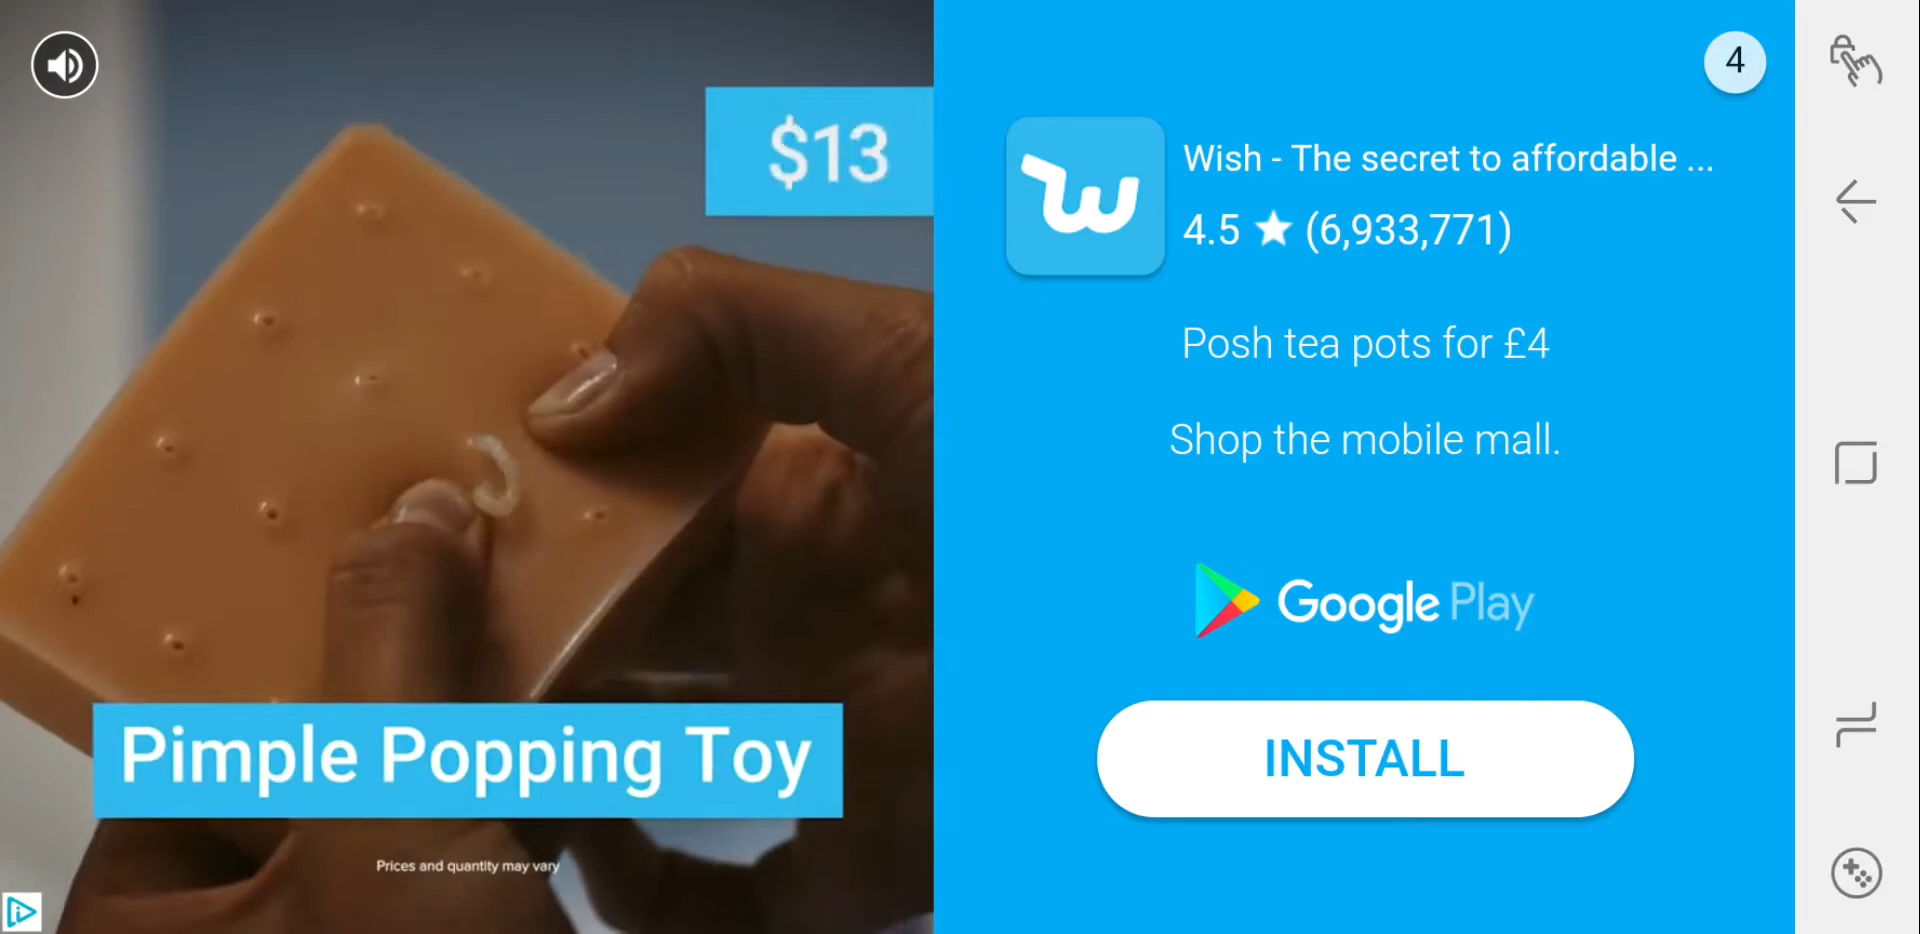 $13
Pimple Popping Toy
Prices and quantity may vary
4
Wish - The secret to affordable ...
4.5 ★ (6,933,771)
Posh tea pots for £4
Shop the mobile mall.
Google Play
INSTALL